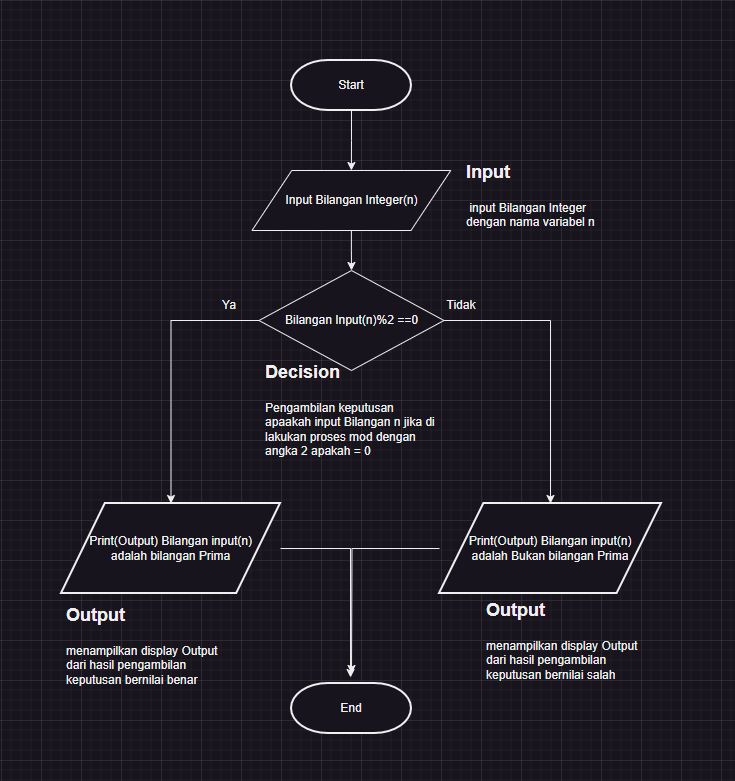 Start
Input Bilangan Integer(n)
Input
input Bilangan Integer
dengan nama variabel n
Ya
Tidak
Bilangan Input(n)%2 ==0
Decision
Pengambilan keputusan
apaakah input Bilangan n jika di
lakukan proses mod dengan
angka 2 apakah = 0
Print(Output) Bilangan input(n)
adalah bilangan Prima
Print(Output) Bilangan input(n)
adalah Bukan bilangan Prima
Output
menampilkan display Output
dari hasil pengambilan
keputusan bernilai benar
Output
menampilkan display Output
dari hasil pengambilan
keputusan bernilai salah
End